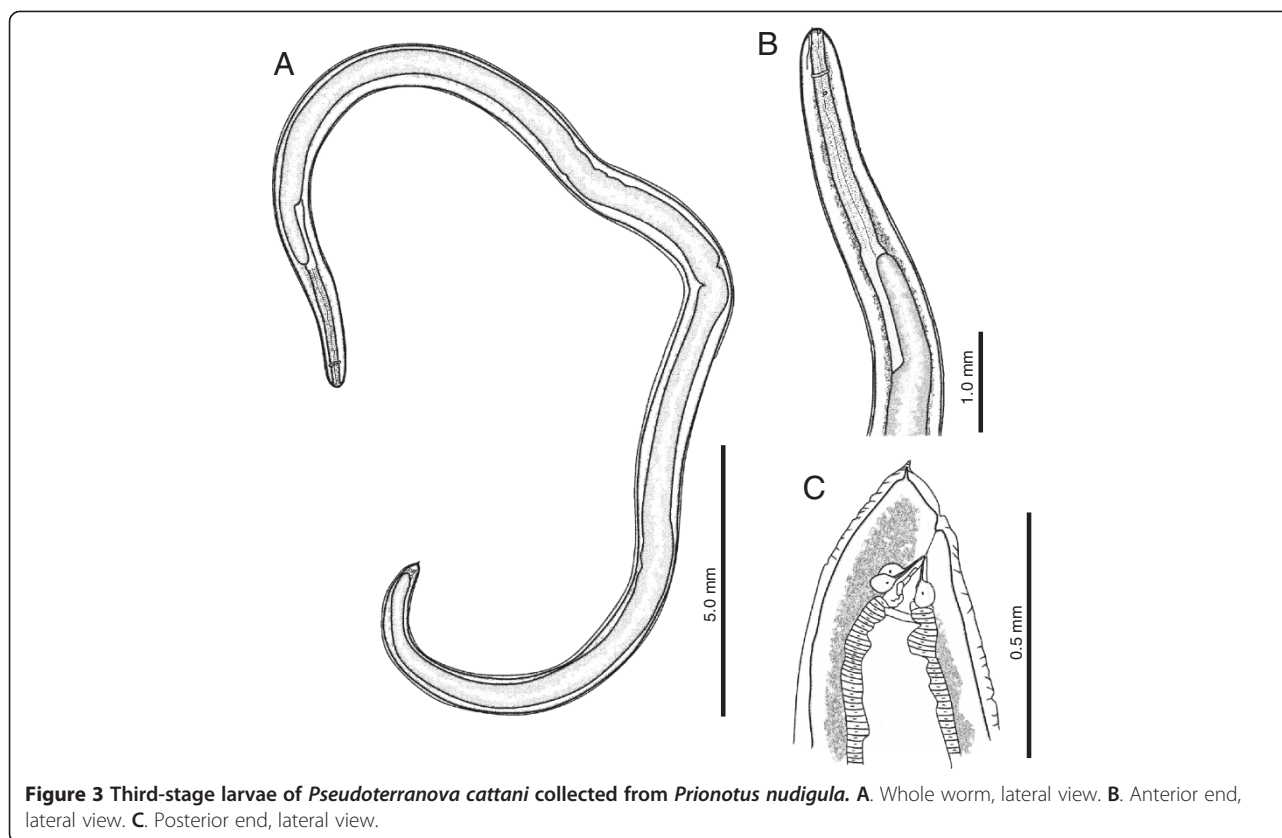 A
B
1.0 mm
5.0 mm
C
0.5 mm
Figure 3 Third-stage larvae of Pseudoterranova cattani collected from Prionotus nudigula. A. Whole worm, lateral view. B. Anterior end,
lateral view. C. Posterior end, lateral view.